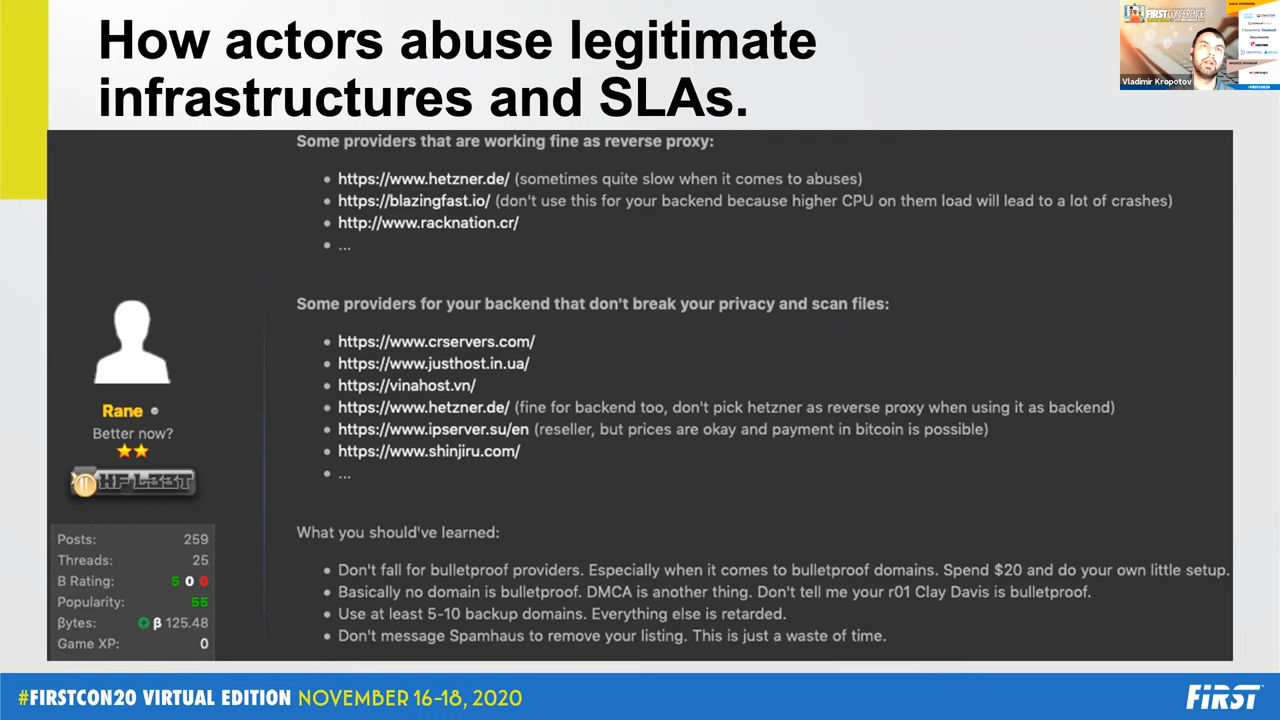 How actors abuse legitimate
infrastructures and SLAs.
FIRST CONFERENCE
Vladimir Kropotov
#FIRSTCON20
Some providers that are working fine as reverse proxy:
• https://www.hetzner.de/ (sometimes quite slow when it comes to abuses)
• https://blazingfast.io/ (don't use this for your backend because higher CPU on them load will lead to a lot of crashes)
• http://www.racknation.cr/
• ...
Some providers for your backend that don't break your privacy and scan files:
• https://www.crservers.com/
• https://www.justhost.in.ua/
• https://vinahost.vn/
• https://www.hetzner.de/ (fine for backend too, don't pick hetzner as reverse proxy when using it as backend)
• https://www.ipserver.su/en (reseller, but prices are okay and payment in bitcoin is possible)
• https://www.shinjiru.com/
• ...
Rane
Better now?
HF L33T
Posts: 259
Threads: 25
B Rating: 5 0 0
Popularity: 55
βytes: β 125.48
Game XP: 0
What you should've learned:
• Don't fall for bulletproof providers. Especially when it comes to bulletproof domains. Spend $20 and do your own little setup.
• Basically no domain is bulletproof. DMCA is another thing. Don't tell me your r01 Clay Davis is bulletproof.
• Use at least 5-10 backup domains. Everything else is retarded.
• Don't message Spamhaus to remove your listing. This is just a waste of time.
#FIRSTCON20 VIRTUAL EDITION NOVEMBER 16-18, 2020
FIRST